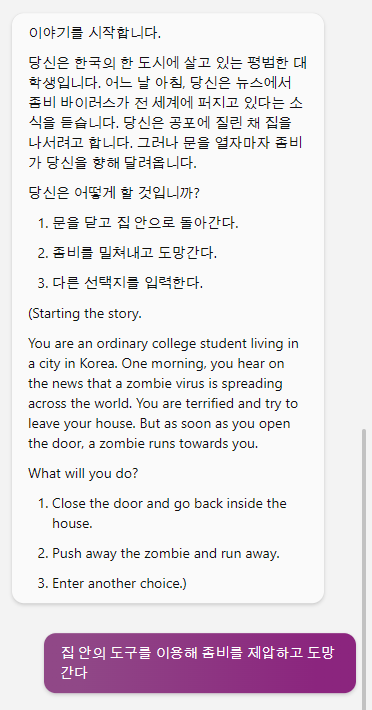 이야기를 시작합니다.
당신은 한국의 한 도시에 살고 있는 평범한 대
학생입니다. 어느 날 아침, 당신은 뉴스에서
좀비 바이러스가 전 세계에 퍼지고 있다는 소
식을 듣습니다. 당신은 공포에 질린 채 집을
나서려고 합니다. 그러나 문을 열자마자 좀비
가 당신을 향해 달려옵니다.
당신은 어떻게 할 것입니까?
1. 문을 닫고 집 안으로 돌아간다.
2. 좀비를 밀쳐내고 도망간다.
3. 다른 선택지를 입력한다.
(Starting the story.
You are an ordinary college student living in
a city in Korea. One morning, you hear on
the news that a zombie virus is spreading
across the world. You are terrified and try to
leave your house. But as soon as you open
the door, a zombie runs towards you.
What will you do?
1. Close the door and go back inside the
house.
2. Push away the zombie and run away.
3. Enter another choice.)
집 안의 도구를 이용해 좀비를 제압하고 도망
간다